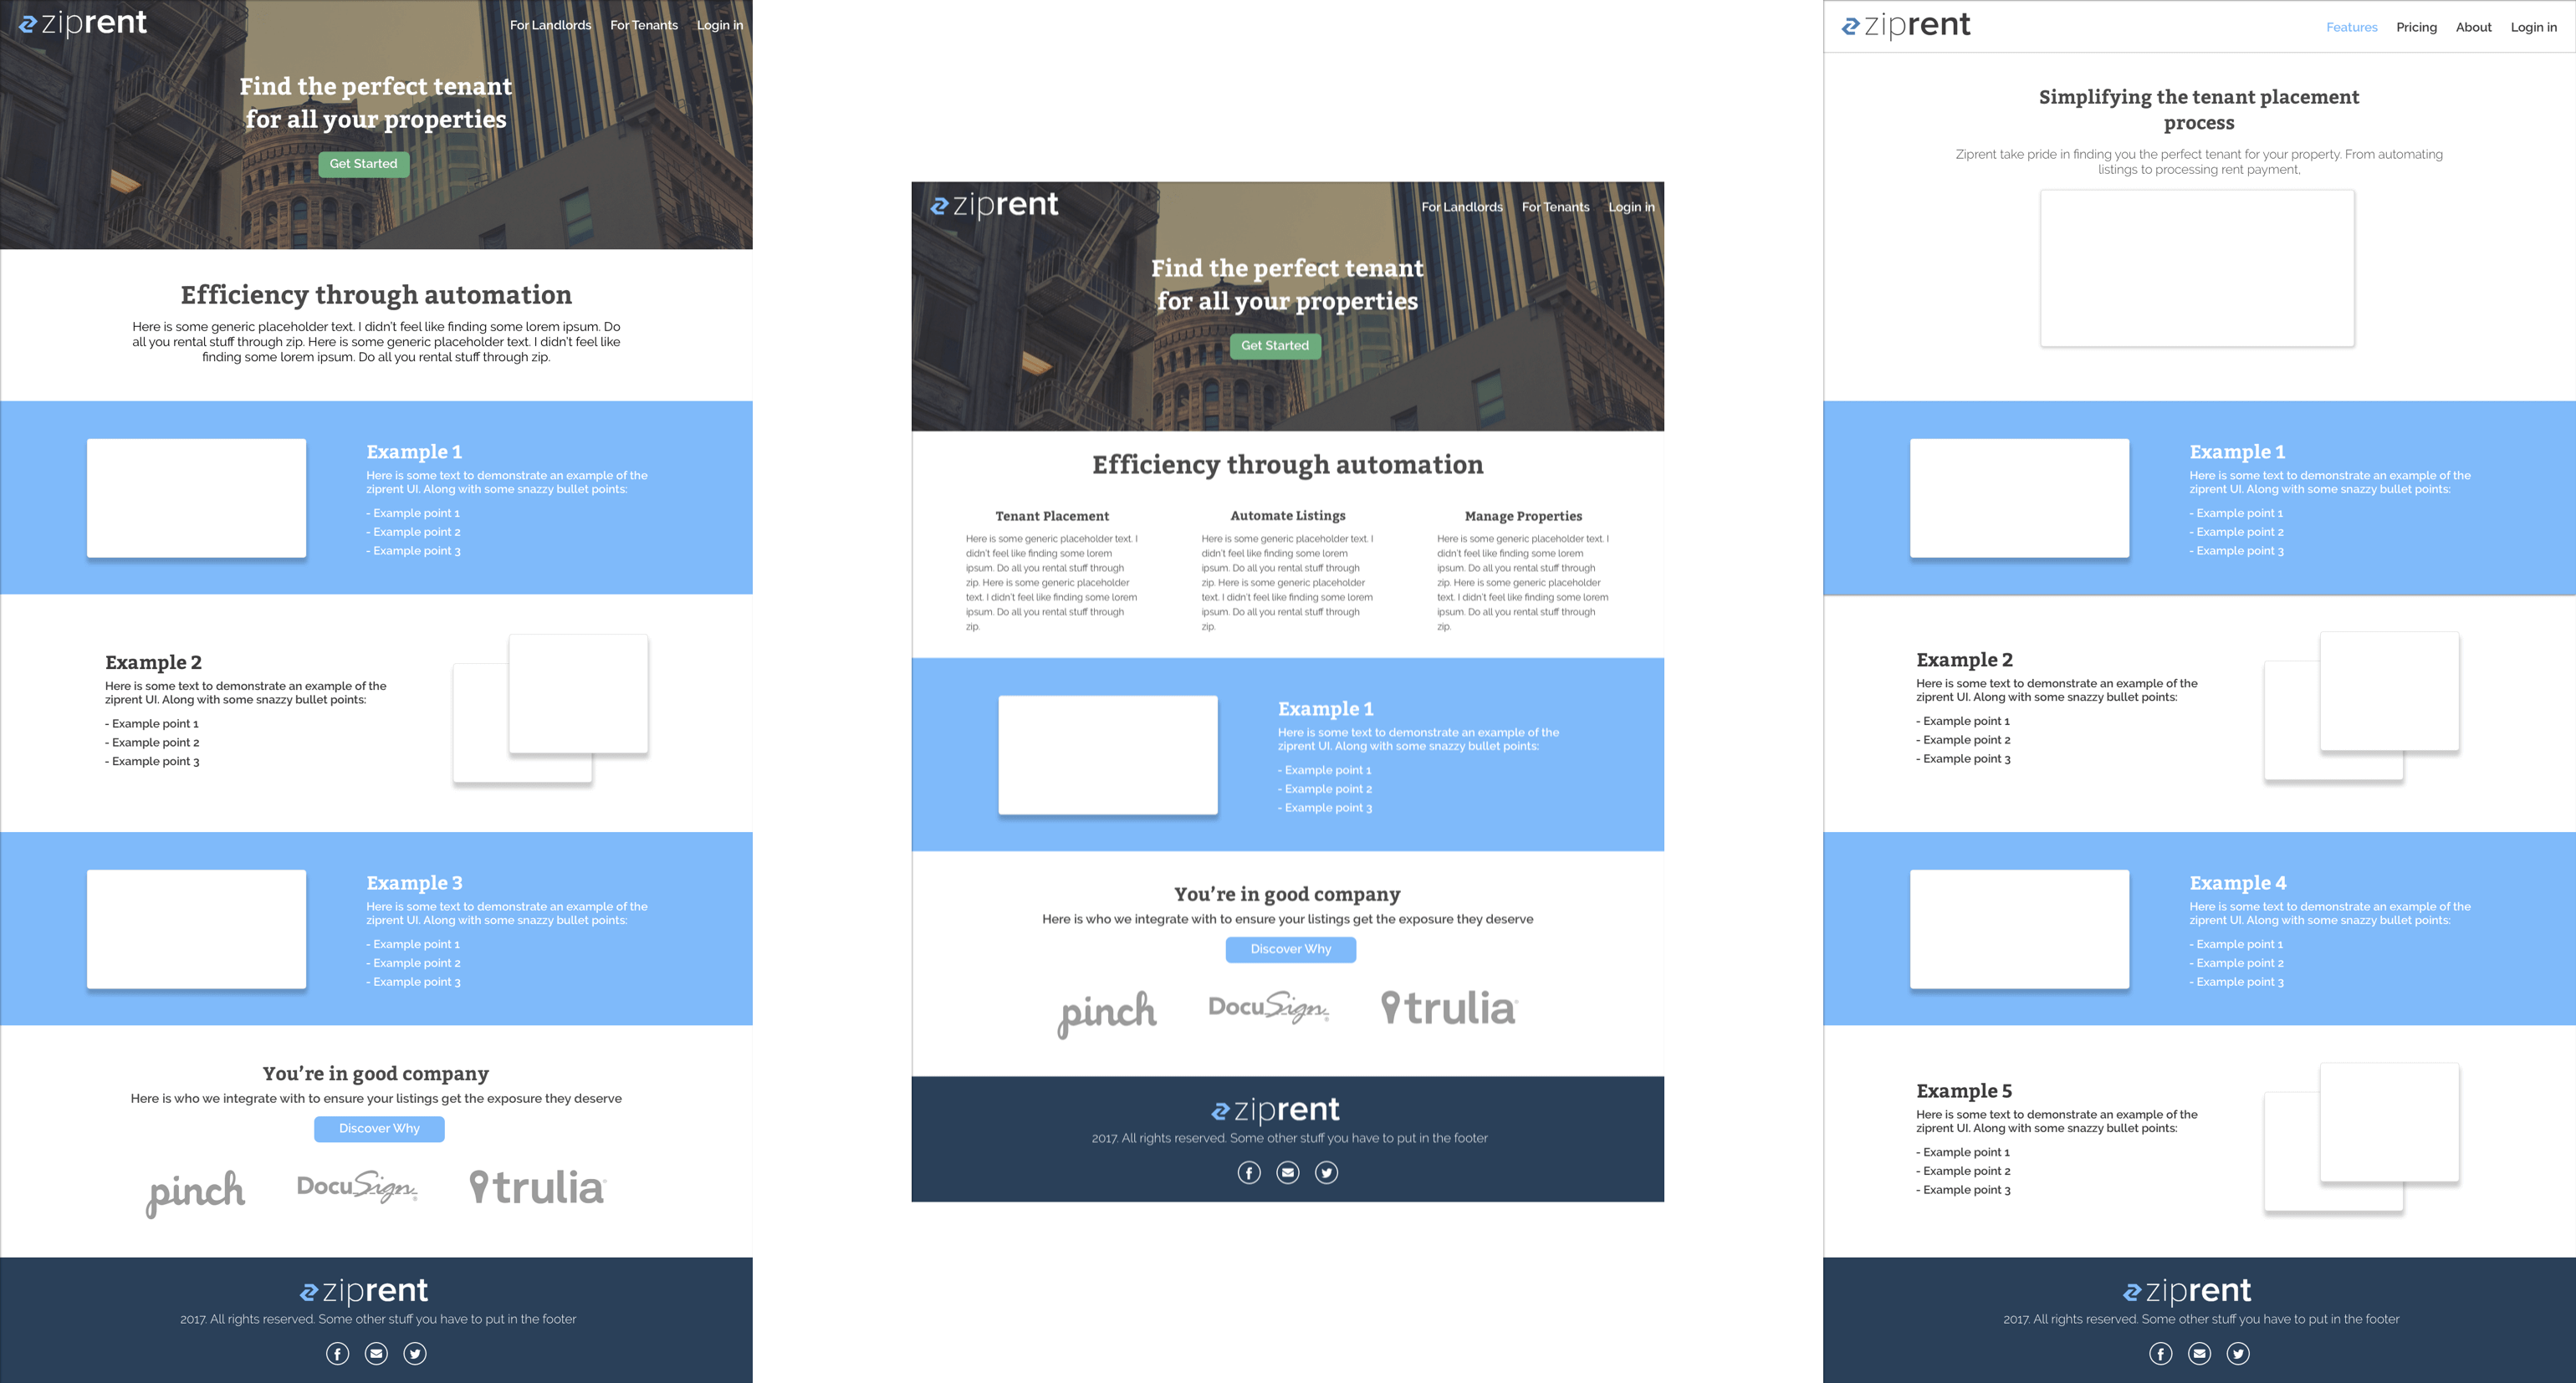 ziprent
For Landlords For Tenants Login in
Find the perfect tenant
for all your properties
Get Started
Efficiency through automation
Here is some generic placeholder text. I didn't feel like finding some lorem ipsum. Do
all you rental stuff through zip. Here is some generic placeholder text. I didn't feel like
finding some lorem ipsum. Do all you rental stuff through zip.
Example 1
Here is some text to demonstrate an example of the
ziprent UI. Along with some snazzy bullet points:
- Example point 1
- Example point 2
- Example point 3
Example 2
Here is some text to demonstrate an example of the
ziprent UI. Along with some snazzy bullet points:
- Example point 1
- Example point 2
- Example point 3
Example 3
Here is some text to demonstrate an example of the
ziprent UI. Along with some snazzy bullet points:
- Example point 1
- Example point 2
- Example point 3
You're in good company
Here is who we integrate with to ensure your listings get the exposure they deserve
Discover Why
pinch DocuSign® trulia®
ziprent
2017. All rights reserved. Some other stuff you have to put in the footer
ziprent
For Landlords For Tenants Login in
Find the perfect tenant
for all your properties
Get Started
Efficiency through automation
Tenant Placement
Here is some generic placeholder text. I
didn't feel like finding some lorem
ipsum. Do all you rental stuff through
zip. Here is some generic placeholder
text. I didn't feel like finding some lorem
ipsum. Do all you rental stuff through
zip.
Automate Listings
Here is some generic placeholder text. I
didn't feel like finding some lorem
ipsum. Do all you rental stuff through
zip. Here is some generic placeholder
text. I didn't feel like finding some lorem
ipsum. Do all you rental stuff through
zip.
Manage Properties
Here is some generic placeholder text. I
didn't feel like finding some lorem
ipsum. Do all you rental stuff through
zip. Here is some generic placeholder
text. I didn't feel like finding some lorem
ipsum. Do all you rental stuff through
zip.
Example 1
Here is some text to demonstrate an example of the
ziprent UI. Along with some snazzy bullet points:
- Example point 1
- Example point 2
- Example point 3
You're in good company
Here is who we integrate with to ensure your listings get the exposure they deserve
Discover Why
pinch DocuSign® trulia®
ziprent
2017. All rights reserved. Some other stuff you have to put in the footer
ziprent
Features Pricing About Login in
Simplifying the tenant placement
process
Ziprent take pride in finding you the perfect tenant for your property. From automating
listings to processing rent payment,
Example 1
Here is some text to demonstrate an example of the
ziprent UI. Along with some snazzy bullet points:
- Example point 1
- Example point 2
- Example point 3
Example 2
Here is some text to demonstrate an example of the
ziprent UI. Along with some snazzy bullet points:
- Example point 1
- Example point 2
- Example point 3
Example 4
Here is some text to demonstrate an example of the
ziprent UI. Along with some snazzy bullet points:
- Example point 1
- Example point 2
- Example point 3
Example 5
Here is some text to demonstrate an example of the
ziprent UI. Along with some snazzy bullet points:
- Example point 1
- Example point 2
- Example point 3
ziprent
2017. All rights reserved. Some other stuff you have to put in the footer